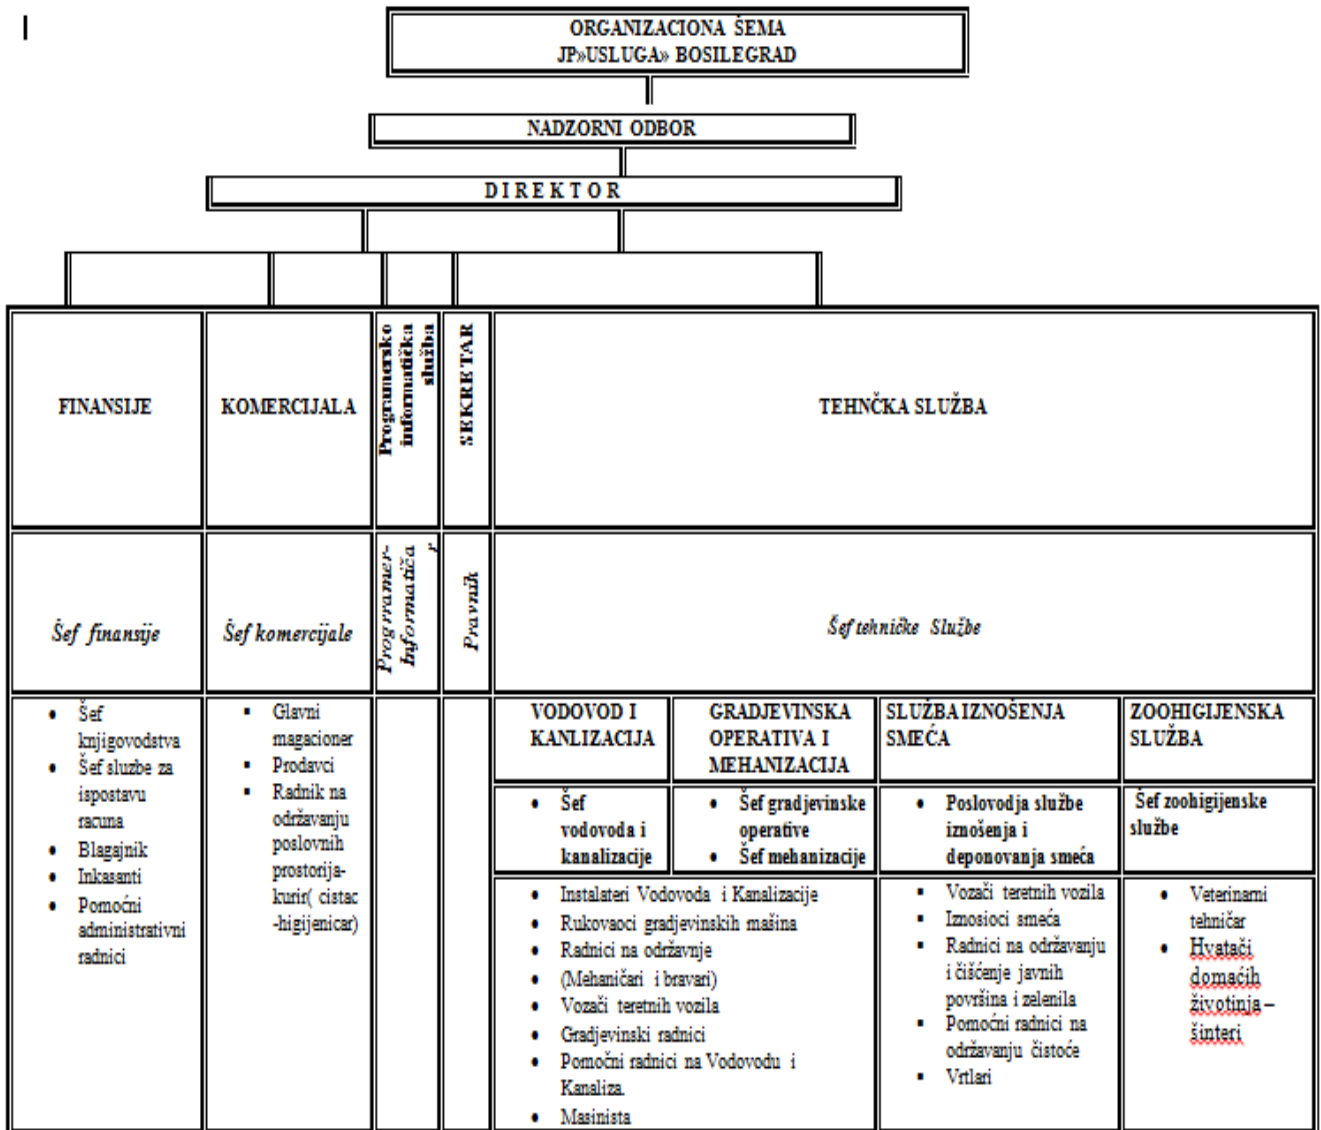 ORGANIZACIONA ŠEMA
JP»USLUGA» BOSILEGRAD
NADZORNI ODBOR
D I R E K T O R
FINANSIJE
KOMERCIJALA
Programersko
informatička
služba
SEKRETAR
TEHNČKA SLUŽBA
Šef finansije
Šef komercijale
Progrramer-
Informatiča
r
Pravnik
Šef tehničke Službe
• Šef
knjigovodstva
• Šef sluzbe za
ispostavu
racuna
• Blagajnik
• Inkasanti
• Pomoćni
administrativni
radnici
▪ Glavni
magacioner
▪ Prodavci
▪ Radnik na
održavanju
poslovnih
prostorija-
kurir( cistac
-higijenicar)
VODOVOD I
KANLIZACIJA
GRADJEVINSKA
OPERATIVA I
MEHANIZACIJA
SLUŽBA IZNOŠENJA
SMEĆA
ZOOHIGIJENSKA
SLUŽBA
• Šef
vodovoda i
kanalizacije
• Šef gradjevinske
operative
• Šef mehanizacije
• Poslovodja službe
iznošenja i
deponovanja smeća
Šef zoohigijenske
službe
• Instalateri Vodovoda i Kanalizacije
• Rukovaoci gradjevinskih mašina
• Radnici na održavnje
• (Mehaničari i bravari)
• Vozači teretnih vozila
• Gradjevinski radnici
• Pomočni radnici na Vodovodu i
Kanaliza.
• Masinista
▪ Vozači teretnih vozila
▪ Iznosioci smeća
▪ Radnici na održavanju
i čišćenje javnih
površina i zelenila
▪ Pomoćni radnici na
održavanju čistoće
▪ Vrtlari
• Veterinarni
tehničar
• Hvatači
domaćih
životinja –
šinteri